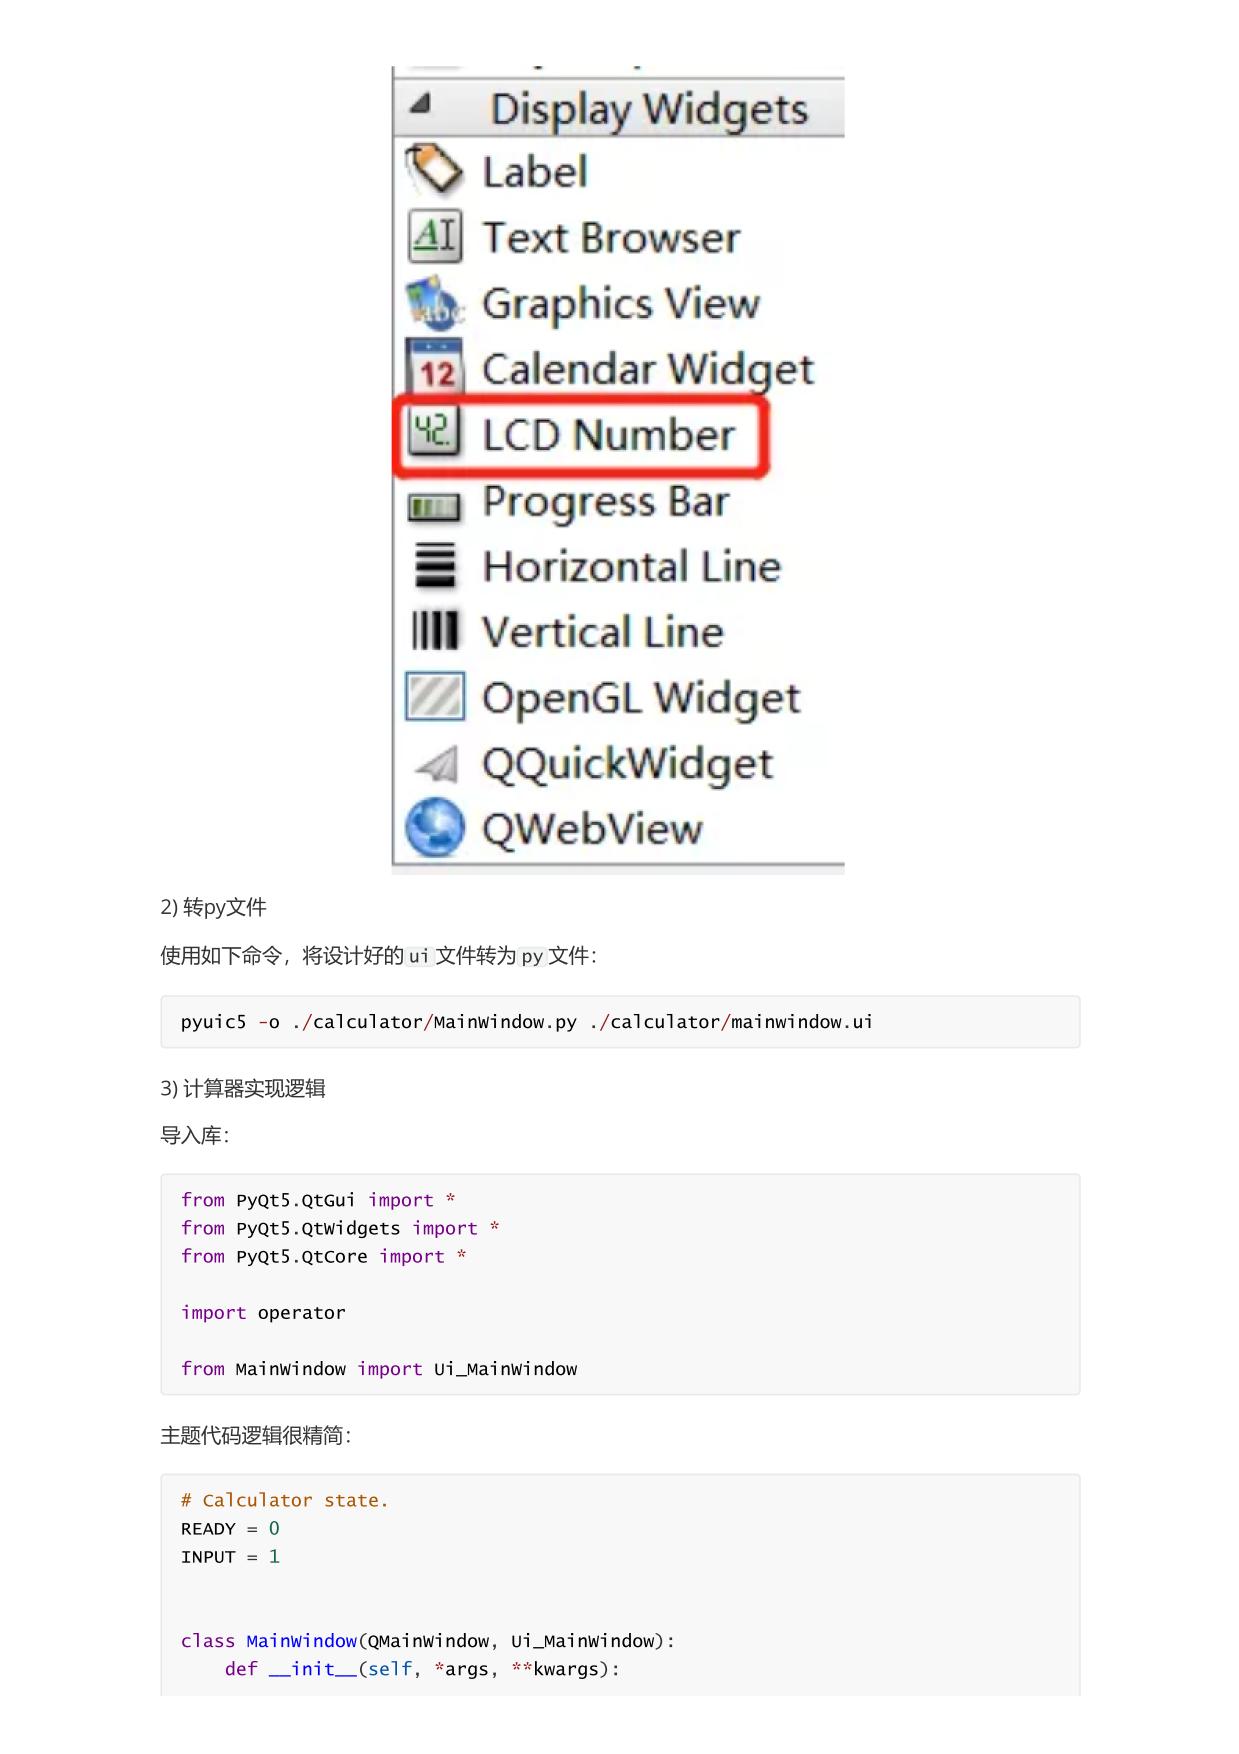 Display Widgets
Label
Text Browser
Graphics View
Calendar Widget
LCD Number
Progress Bar
Horizontal Line
Vertical Line
OpenGL Widget
QQuickWidget
QWebView
2) 转py文件
使用如下命令，将设计好的 ui 文件转为 py 文件：
pyuic5 -o ./calculator/MainWindow.py ./calculator/mainwindow.ui
3) 计算器实现逻辑
导入库：
from PyQt5.QtGui import *
from PyQt5.QtWidgets import *
from PyQt5.QtCore import *
import operator
from MainWindow import Ui_MainWindow
主题代码逻辑很精简：
# Calculator state.
READY = 0
INPUT = 1
class MainWindow(QMainWindow, Ui_MainWindow):
    def __init__(self, *args, **kwargs):